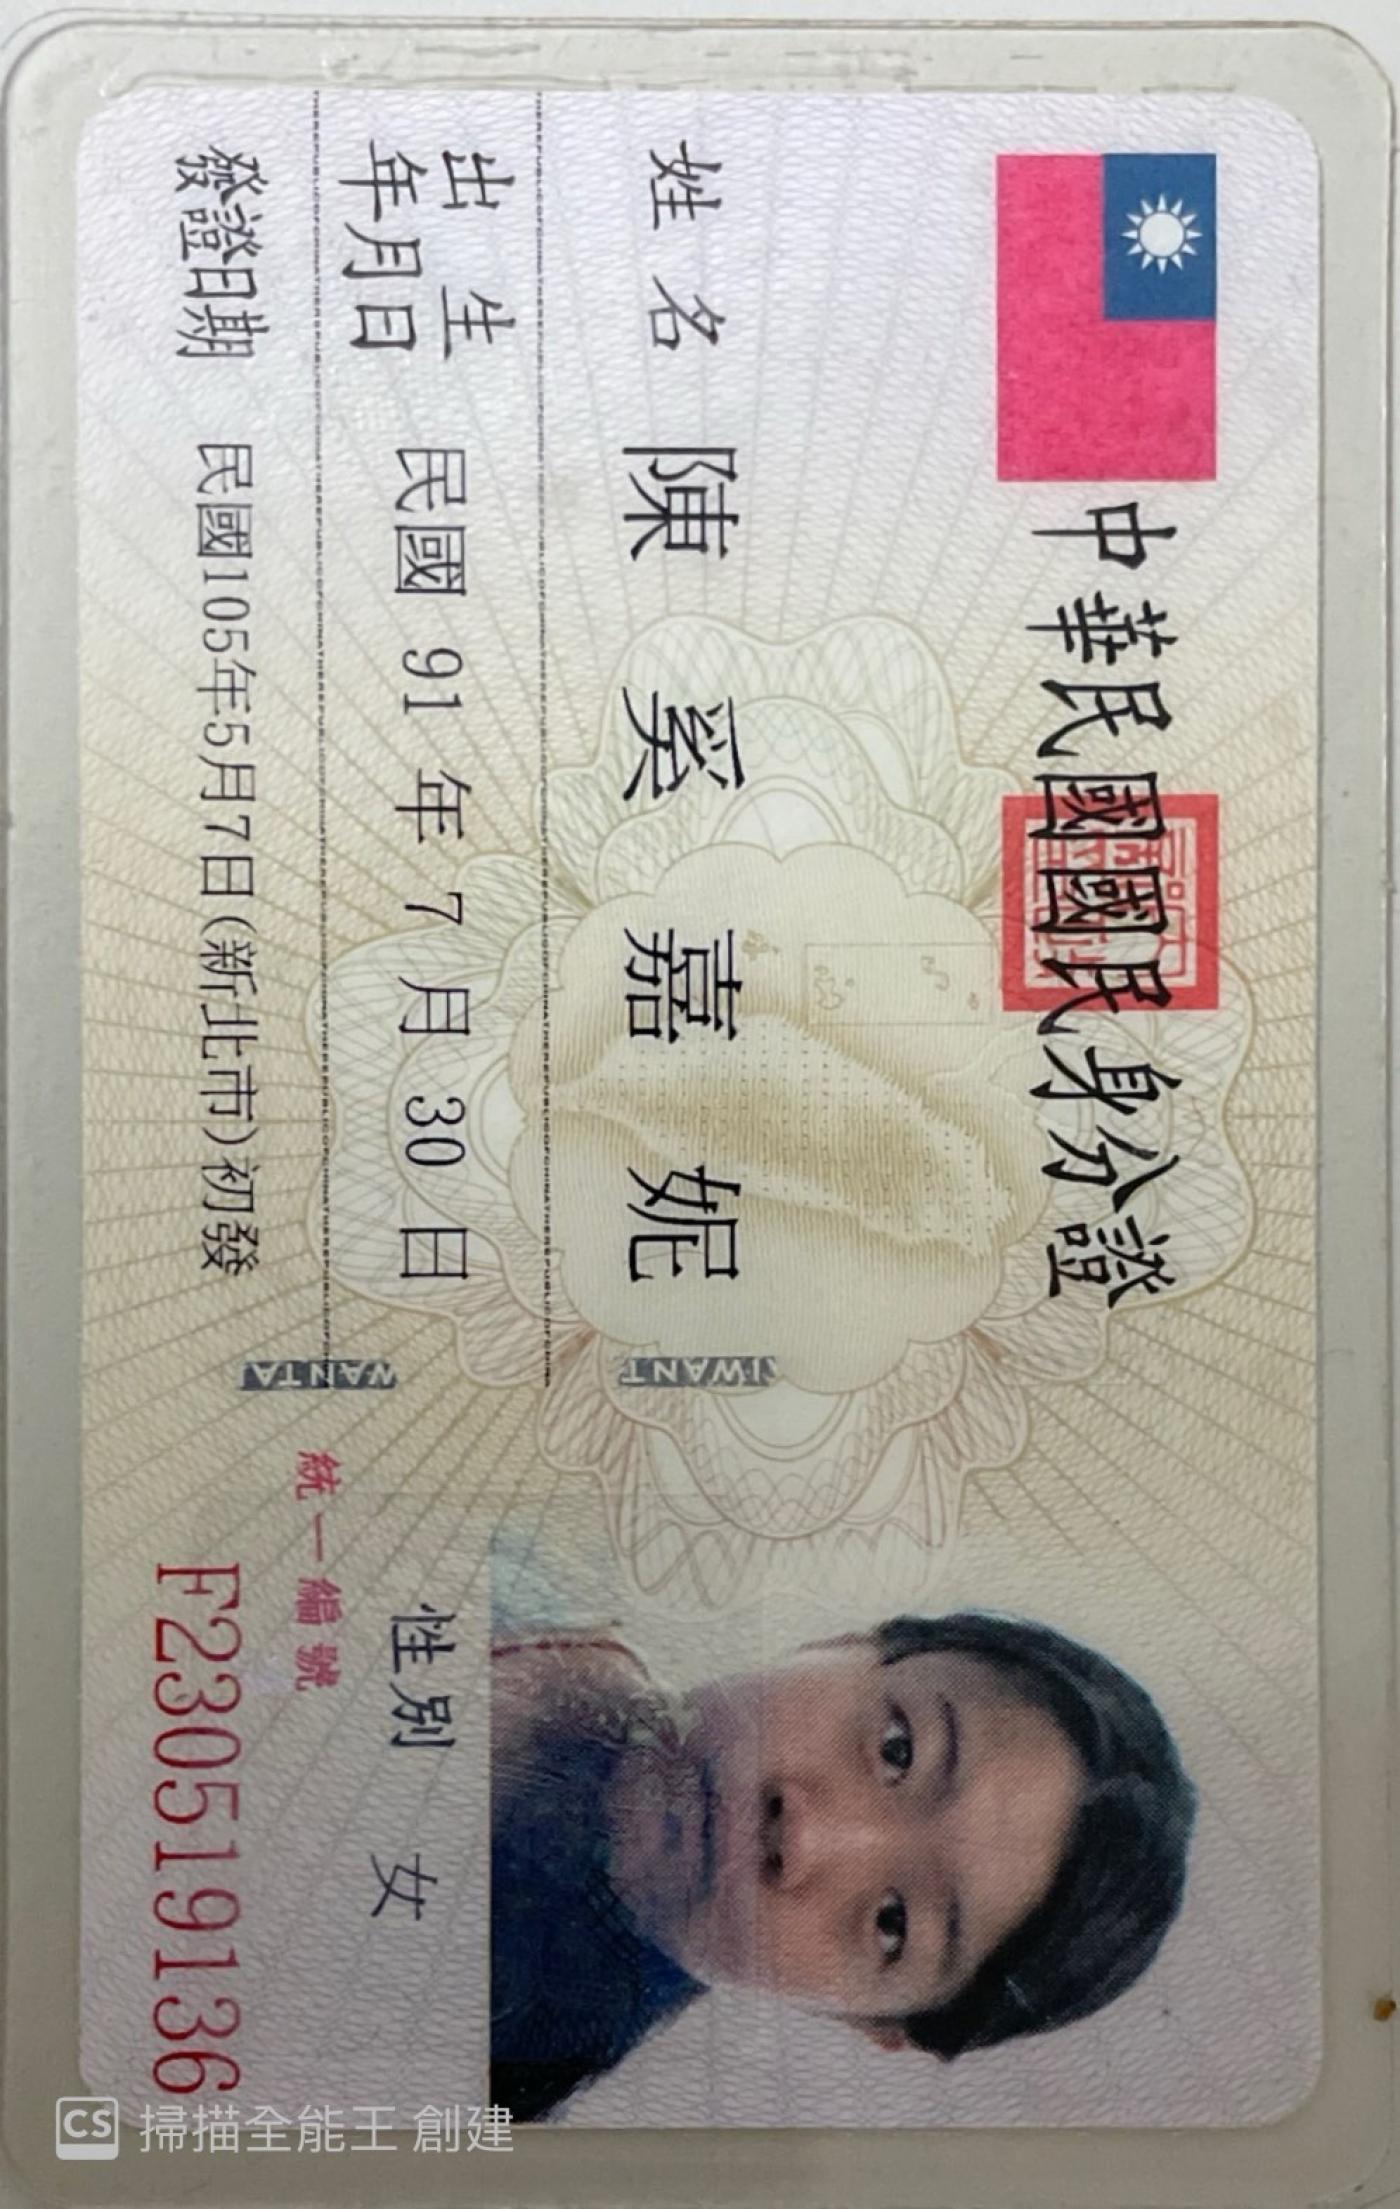 中華民國國民身分證
姓名 陳奚嘉妮
出生年月日 民國 91 年 7 月 30 日
發證日期 民國105年5月7日(新北市)初發
性別 女
統一編號
F230519136
TAIWAN
TAIWAN
CS 掃描全能王 創建